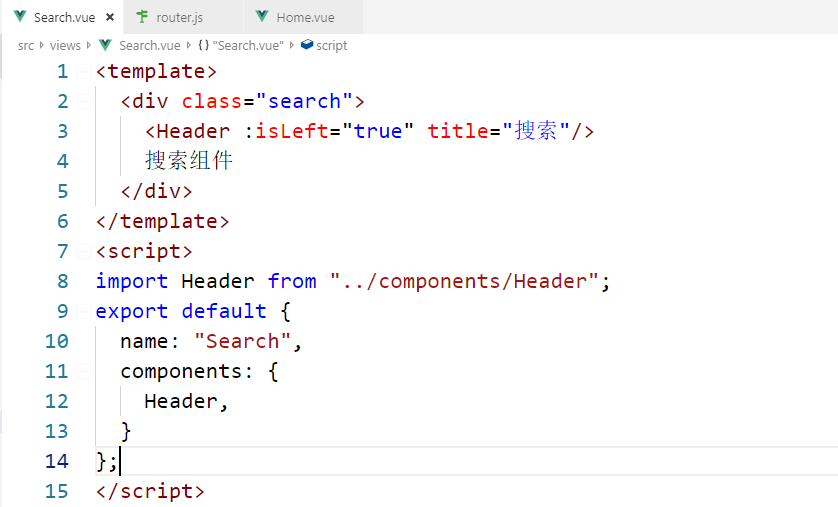 Search.vue × router.js Home.vue
src views Search.vue {} "Search.vue" script
1 <template>
2 <div class="search">
3 <Header :isLeft="true" title="搜索"/>
4 搜索组件
5 </div>
6 </template>
7 <script>
8 import Header from "../components/Header";
9 export default {
10 name: "Search",
11 components: {
12 Header,
13 }
14 };
15 </script>